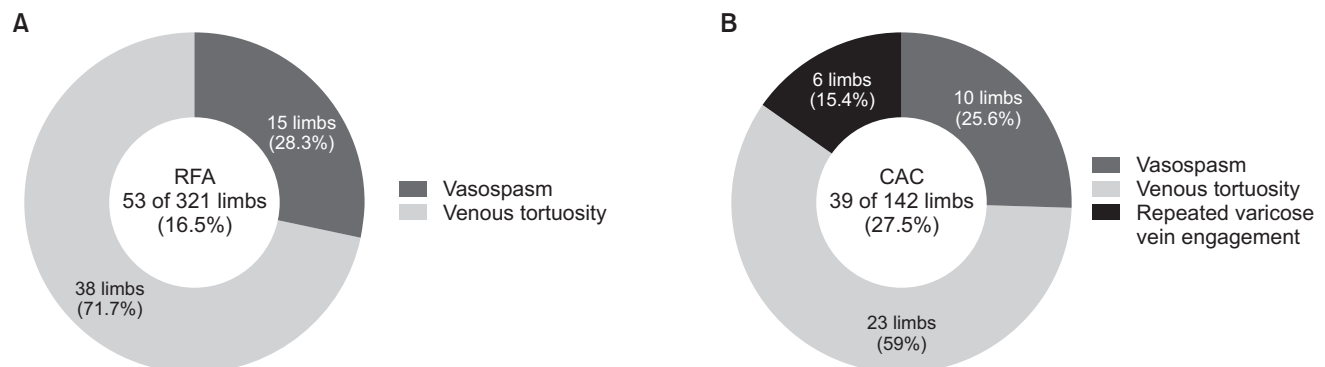 A
15 limbs
(28.3%)
RFA
53 of 321 limbs
(16.5%)
38 limbs
(71.7%)
Vasospasm
Venous tortuosity
B
6 limbs
(15.4%)
10 limbs
(25.6%)
CAC
39 of 142 limbs
(27.5%)
23 limbs
(59%)
Vasospasm
Venous tortuosity
Repeated varicose
vein engagement